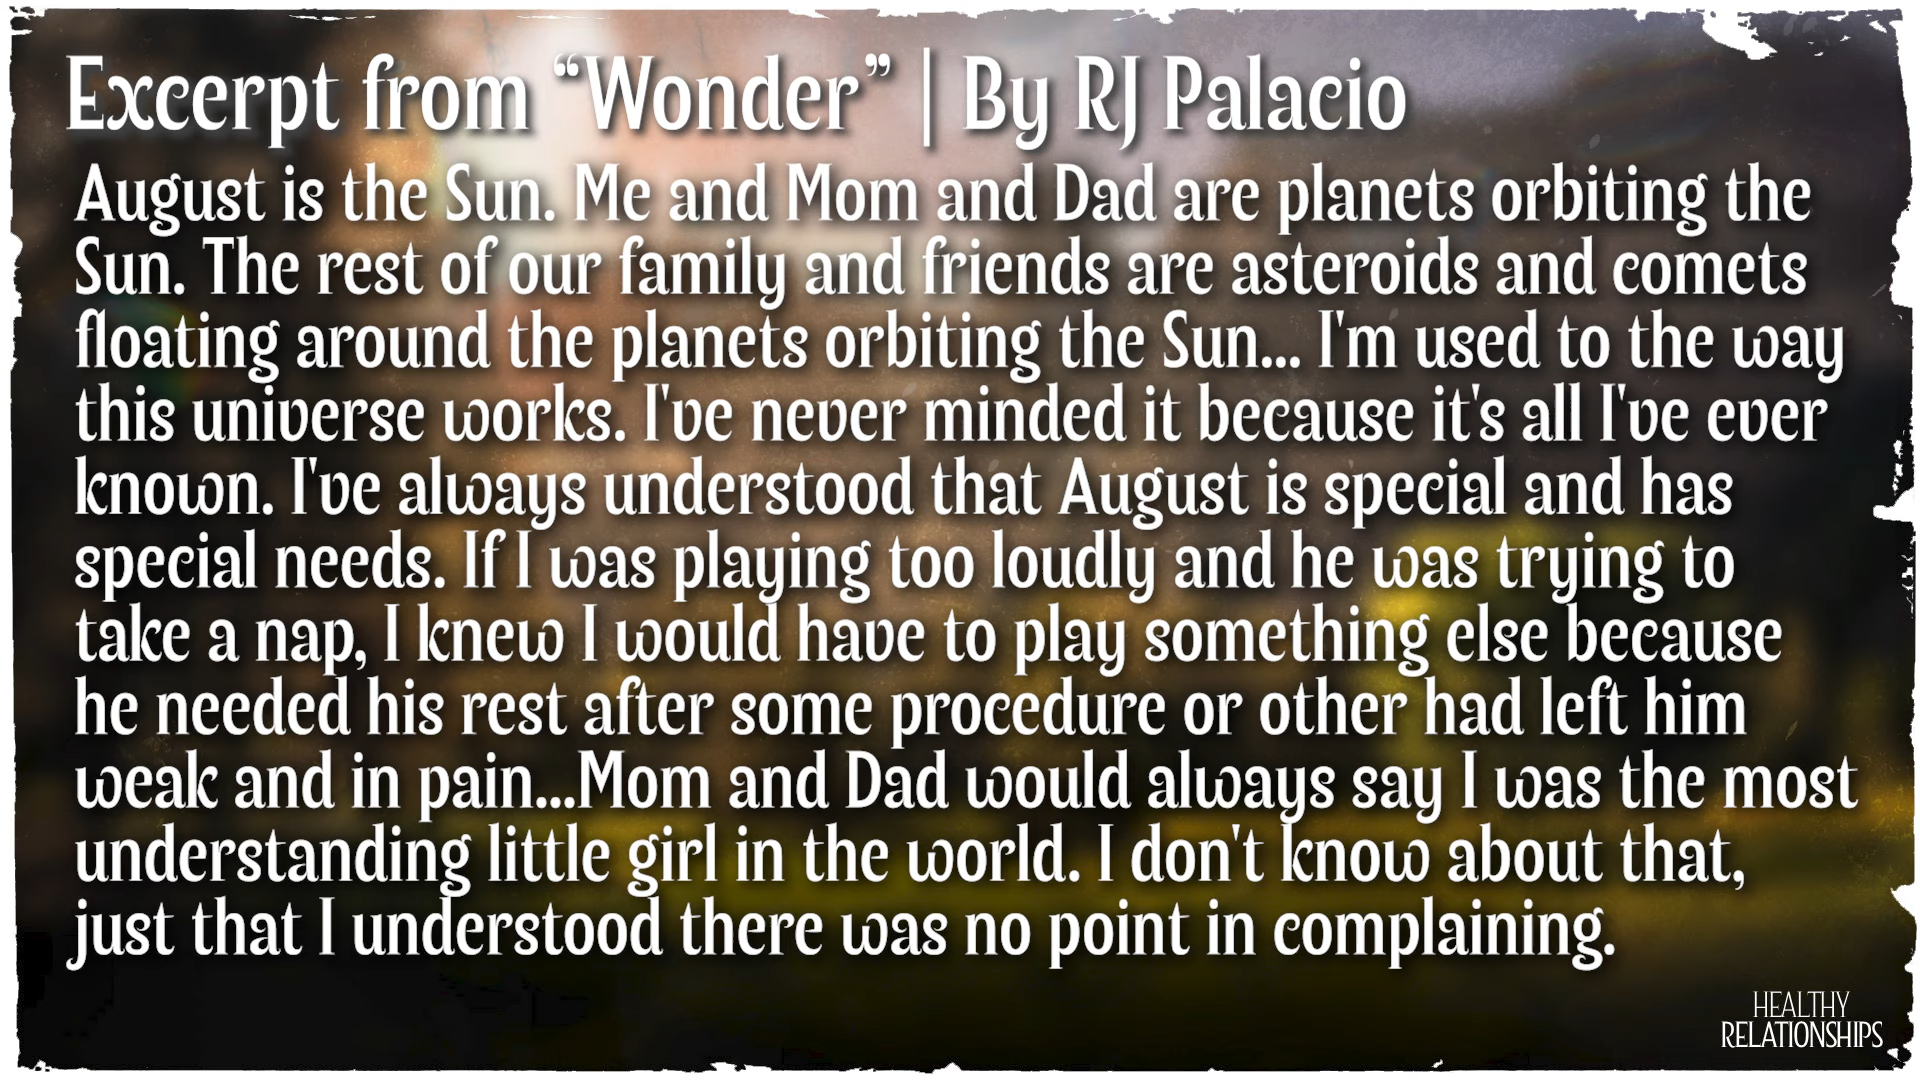 Excerpt from “Wonder” | By RJ Palacio
August is the Sun. Me and Mom and Dad are planets orbiting the
Sun. The rest of our family and friends are asteroids and comets
floating around the planets orbiting the Sun... I'm used to the way
this universe works. I've never minded it because it's all I've ever
known. I've always understood that August is special and has
special needs. If I was playing too loudly and he was trying to
take a nap, I knew I would have to play something else because
he needed his rest after some procedure or other had left him
weak and in pain...Mom and Dad would always say I was the most
understanding little girl in the world. I don't know about that,
just that I understood there was no point in complaining.
HEALTHY
RELATIONSHIPS